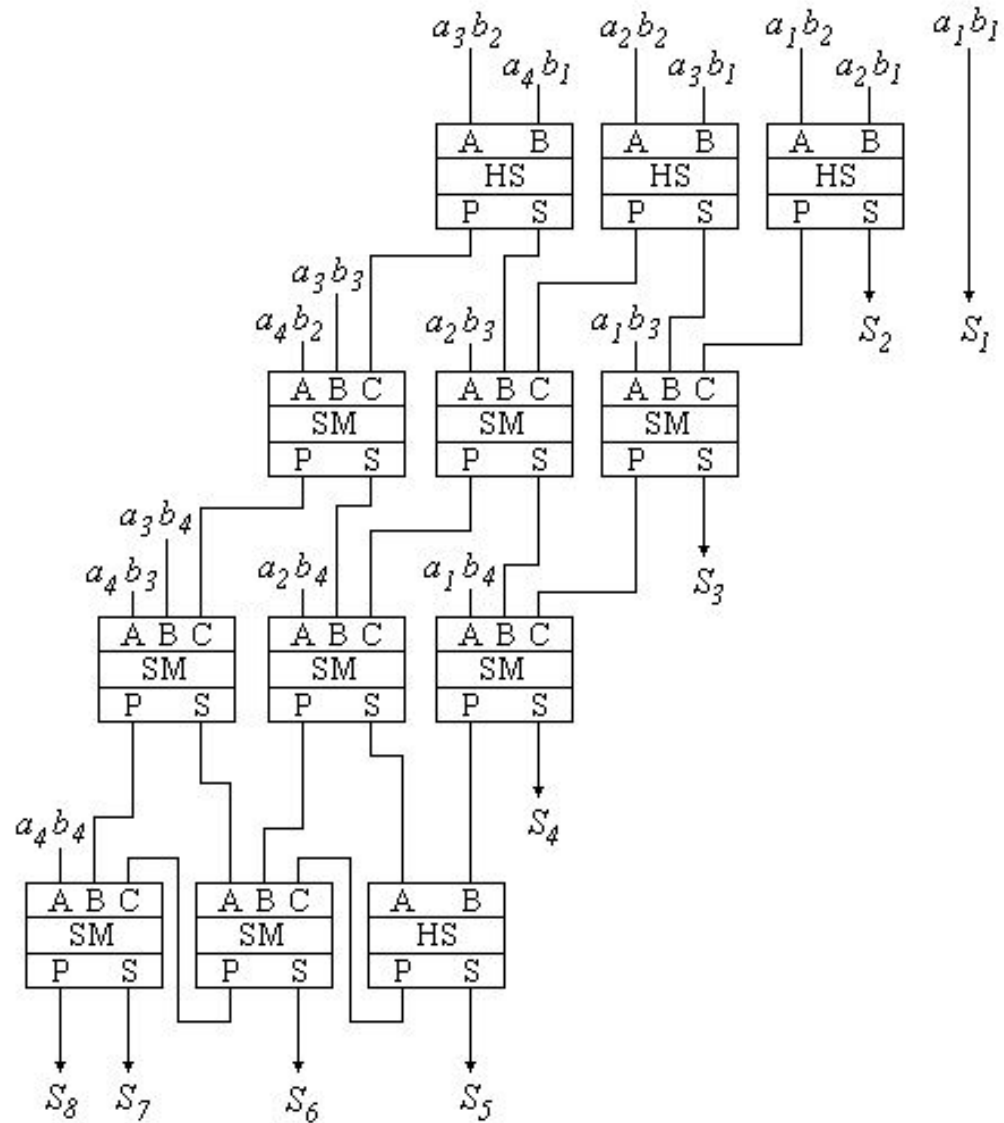 a₃b₂ a₂b₂ a₁b₂ a₁b₁
a₄b₁ a₃b₁ a₂b₁
A B A B A B
HS HS HS
P S P S P S
a₃b₃
a₄b₂ a₂b₃ a₁b₃ S₂ S₁
A B C A B C A B C
SM SM SM
P S P S P S
a₃b₄
a₄b₃ a₂b₄ a₁b₄ S₃
A B C A B C A B C
SM SM SM
P S P S P S
a₄b₄ S₄
A B C A B C A B
SM SM HS
P S P S P S
S₈ S₇ S₆ S₅